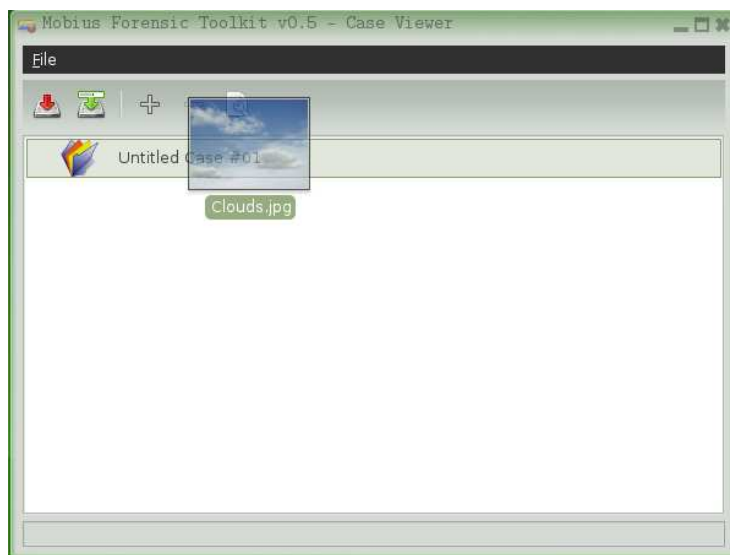 Mobius Forensic Toolkit v0.5 - Case Viewer
File
Untitled Case #01
Clouds.jpg